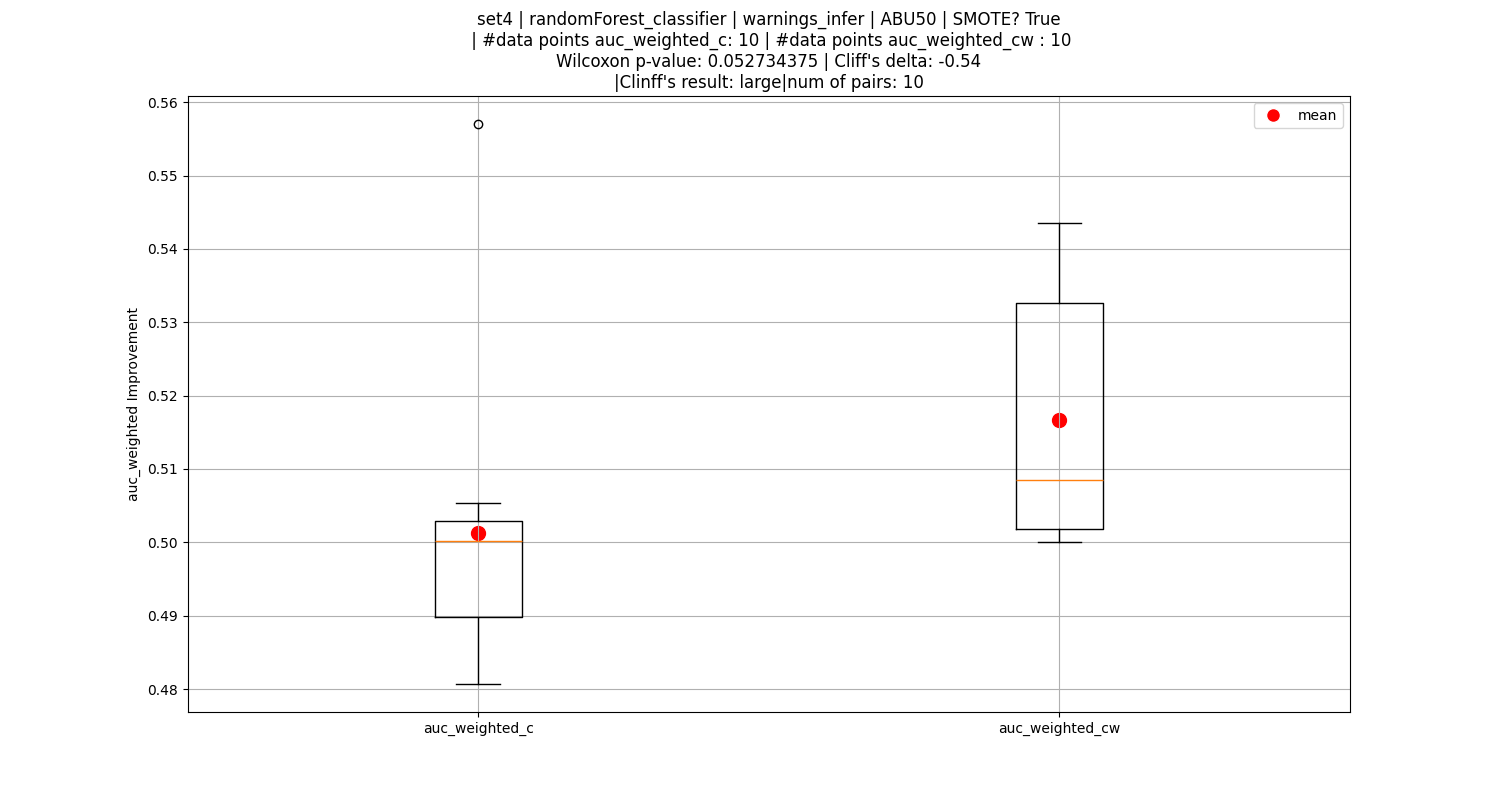 set4 | randomForest_classifier | warnings_infer | ABU50 | SMOTE? True
| #data points auc_weighted_c: 10 | #data points auc_weighted_cw : 10
Wilcoxon p-value: 0.052734375 | Cliff's delta: -0.54
|Clinff's result: large|num of pairs: 10
mean
auc_weighted Improvement
0.56
0.55
0.54
0.53
0.52
0.51
0.50
0.49
0.48
auc_weighted_c
auc_weighted_cw